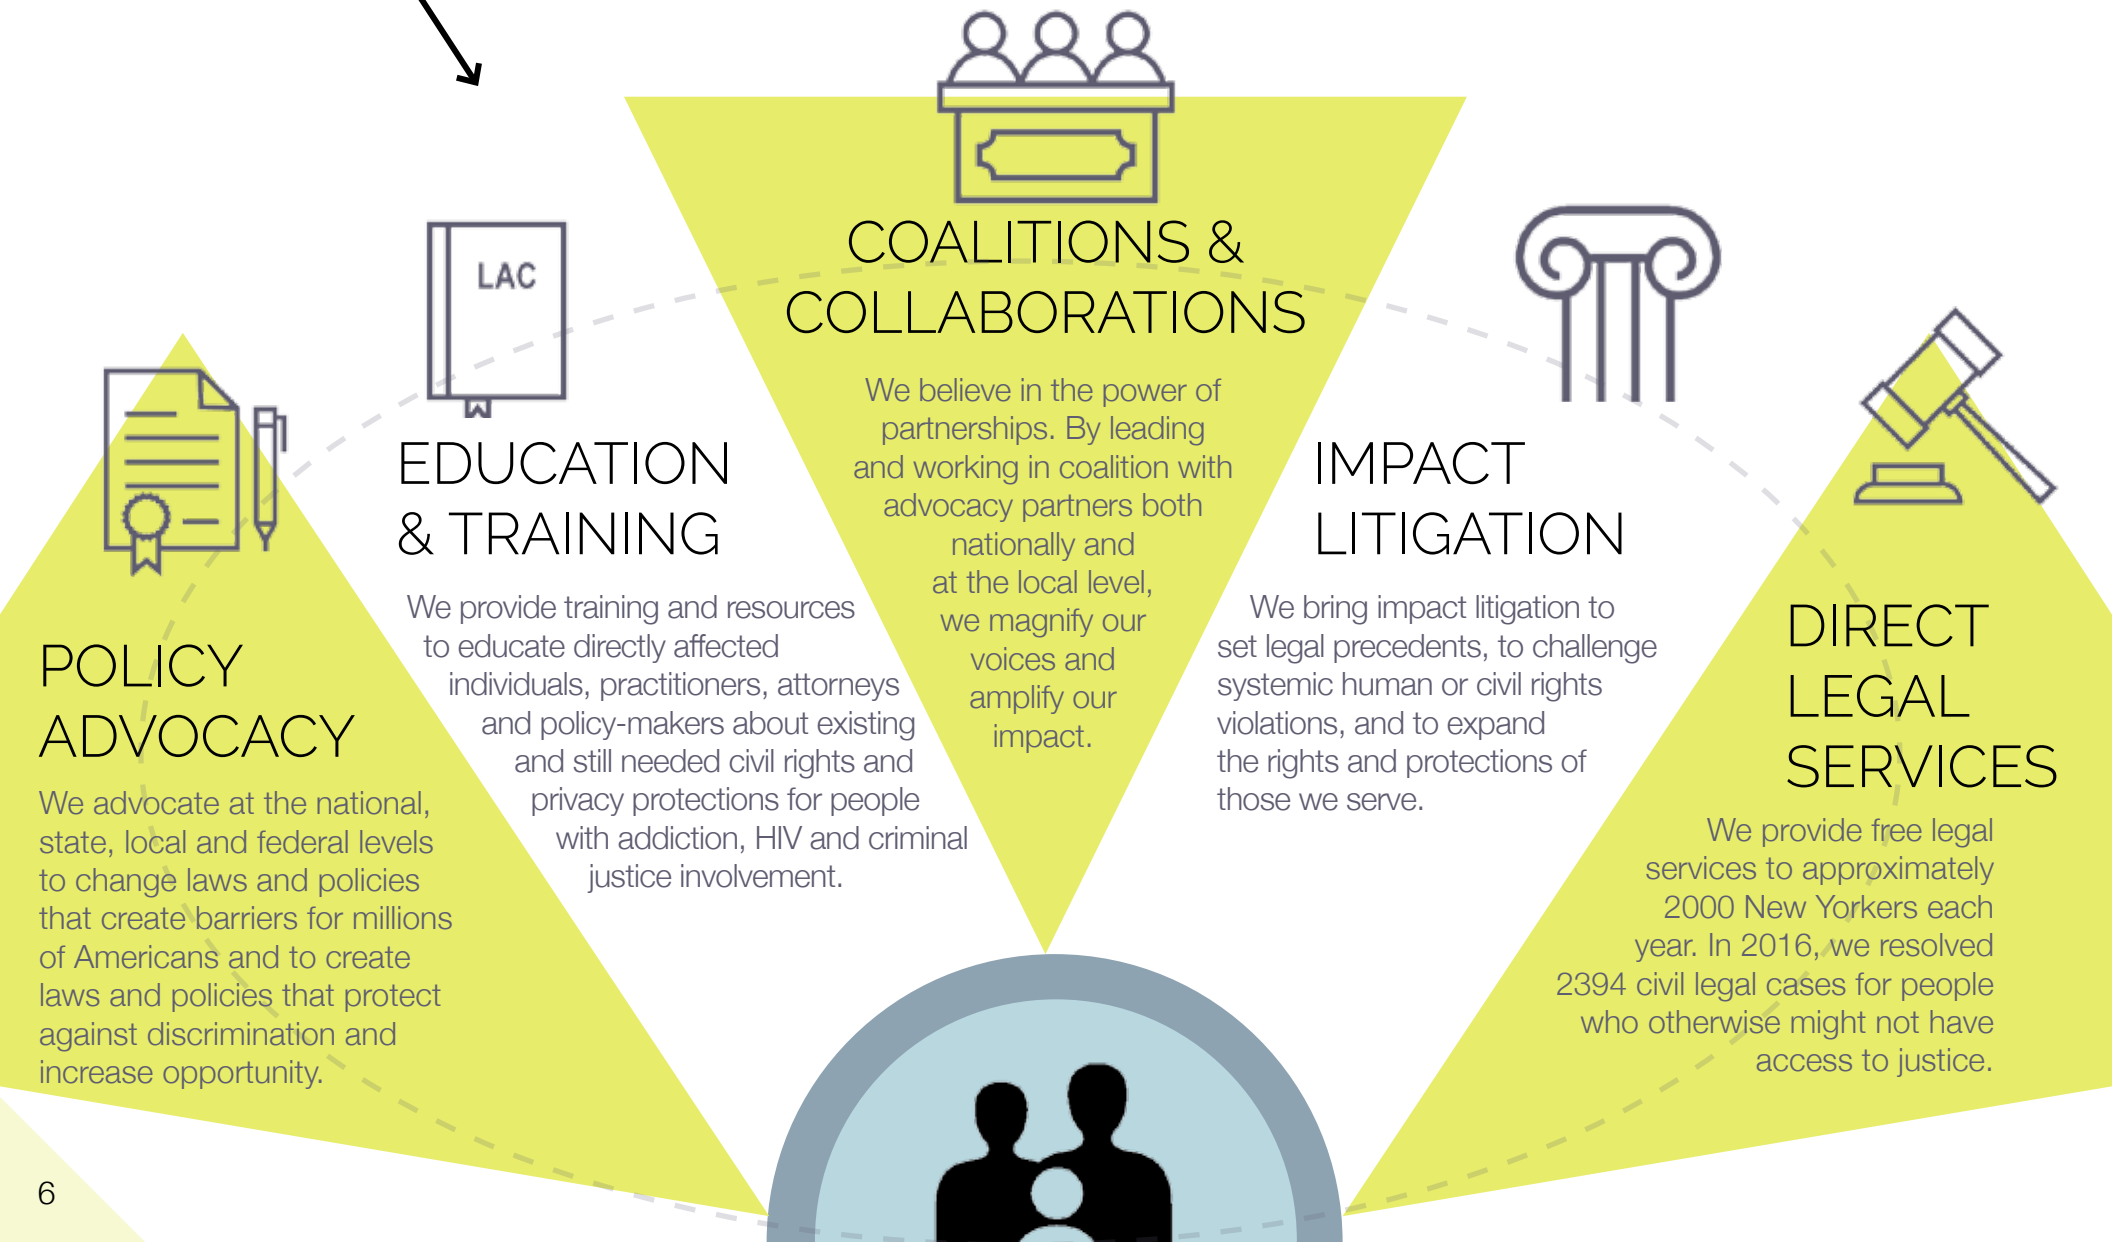 POLICY
ADVOCACY
We advocate at the national,
state, local and federal levels
to change laws and policies
that create barriers for millions
of Americans and to create
laws and policies that protect
against discrimination and
increase opportunity.
LAC
EDUCATION
& TRAINING
We provide training and resources
to educate directly affected
individuals, practitioners, attorneys
and policy-makers about existing
and still needed civil rights and
privacy protections for people
with addiction, HIV and criminal
justice involvement.
COALITIONS &
COLLABORATIONS
We believe in the power of
partnerships. By leading
and working in coalition with
advocacy partners both
nationally and
at the local level,
we magnify our
voices and
amplify our
impact.
IMPACT
LITIGATION
We bring impact litigation to
set legal precedents, to challenge
systemic human or civil rights
violations, and to expand
the rights and protections of
those we serve.
DIRECT
LEGAL
SERVICES
We provide free legal
services to approximately
2000 New Yorkers each
year. In 2016, we resolved
2394 civil legal cases for people
who otherwise might not have
access to justice.
6